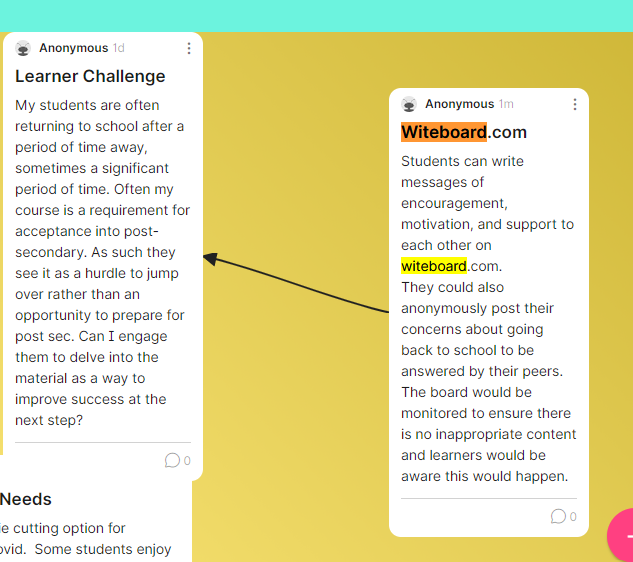 Anonymous 1d
Learner Challenge
My students are often
returning to school after a
period of time away,
sometimes a significant
period of time. Often my
course is a requirement for
acceptance into post-
secondary. As such they
see it as a hurdle to jump
over rather than an
opportunity to prepare for
post sec. Can I engage
them to delve into the
material as a way to
improve success at the
next step?
0
Needs
cutting option for
Some students enjoy
Anonymous 1m
Witeboard.com
Students can write
messages of
encouragement,
motivation, and support to
each other on
witeboard.com.
They could also
anonymously post their
concerns about going
back to school to be
answered by their peers.
The board would be
monitored to ensure there
is no inappropriate content
and learners would be
aware this would happen.
0